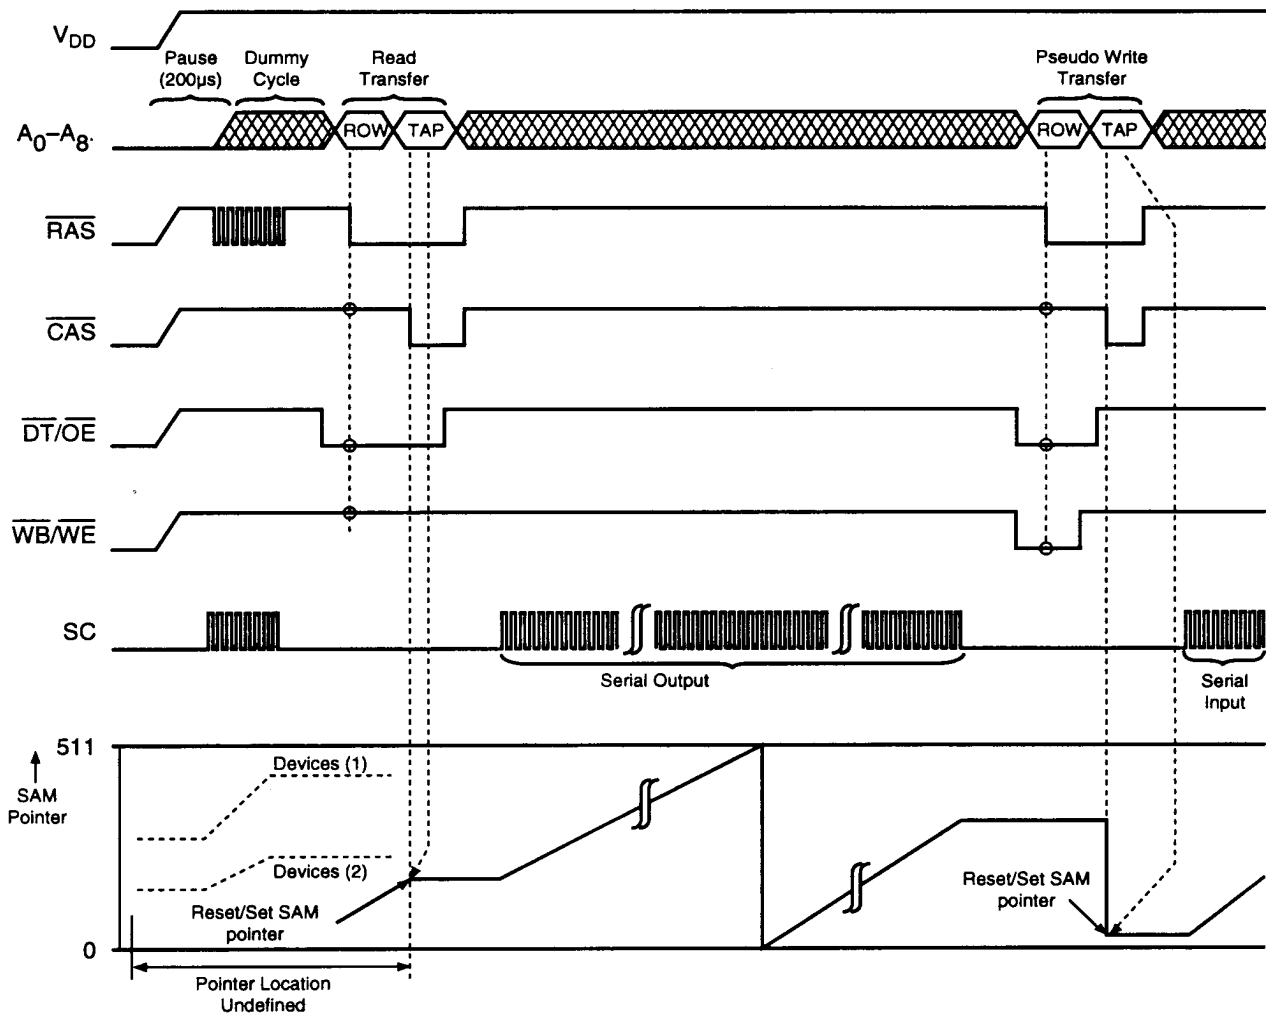 VDD
Pause
(200µs)
Dummy
Cycle
Read
Transfer
Pseudo Write
Transfer
A0–A8
ROW
TAP
ROW
TAP
RAS
CAS
DT/OE
WB/WE
SC
Serial Output
Serial
Input
511
SAM
Pointer
Devices (1)
Devices (2)
Reset/Set SAM
pointer
Reset/Set SAM
pointer
0
Pointer Location
Undefined